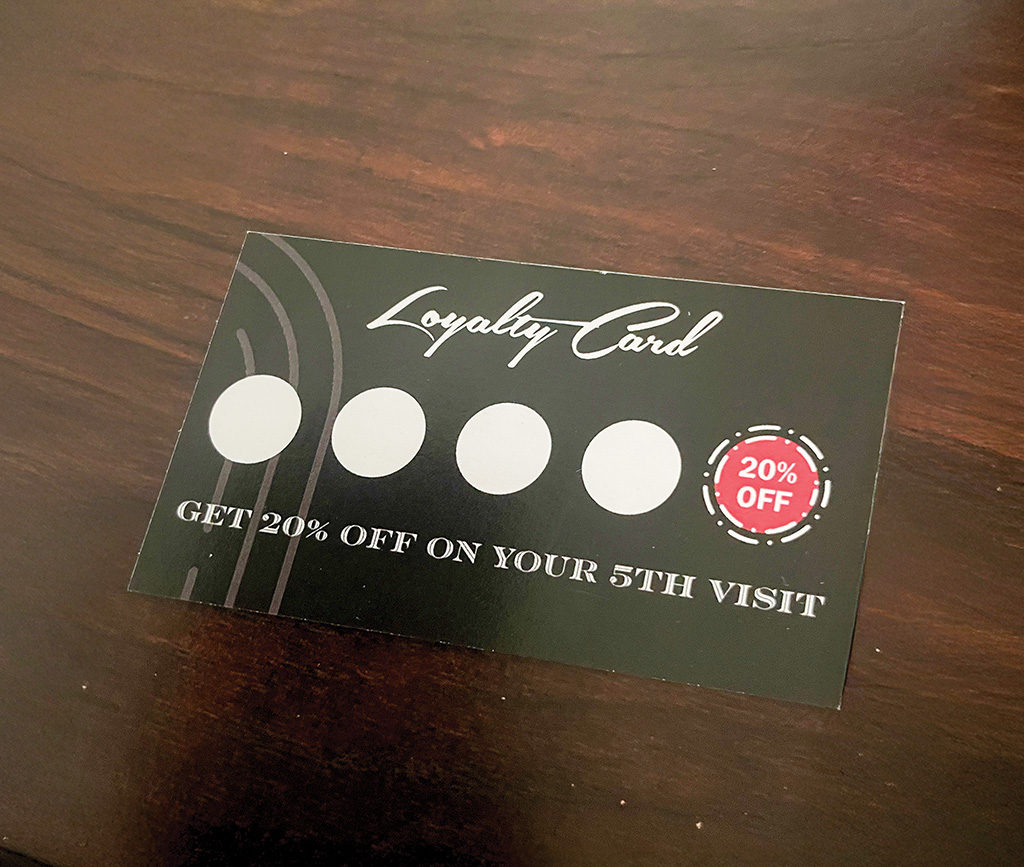 Loyalty Card
20%
OFF
GET 20% OFF ON YOUR 5TH VISIT